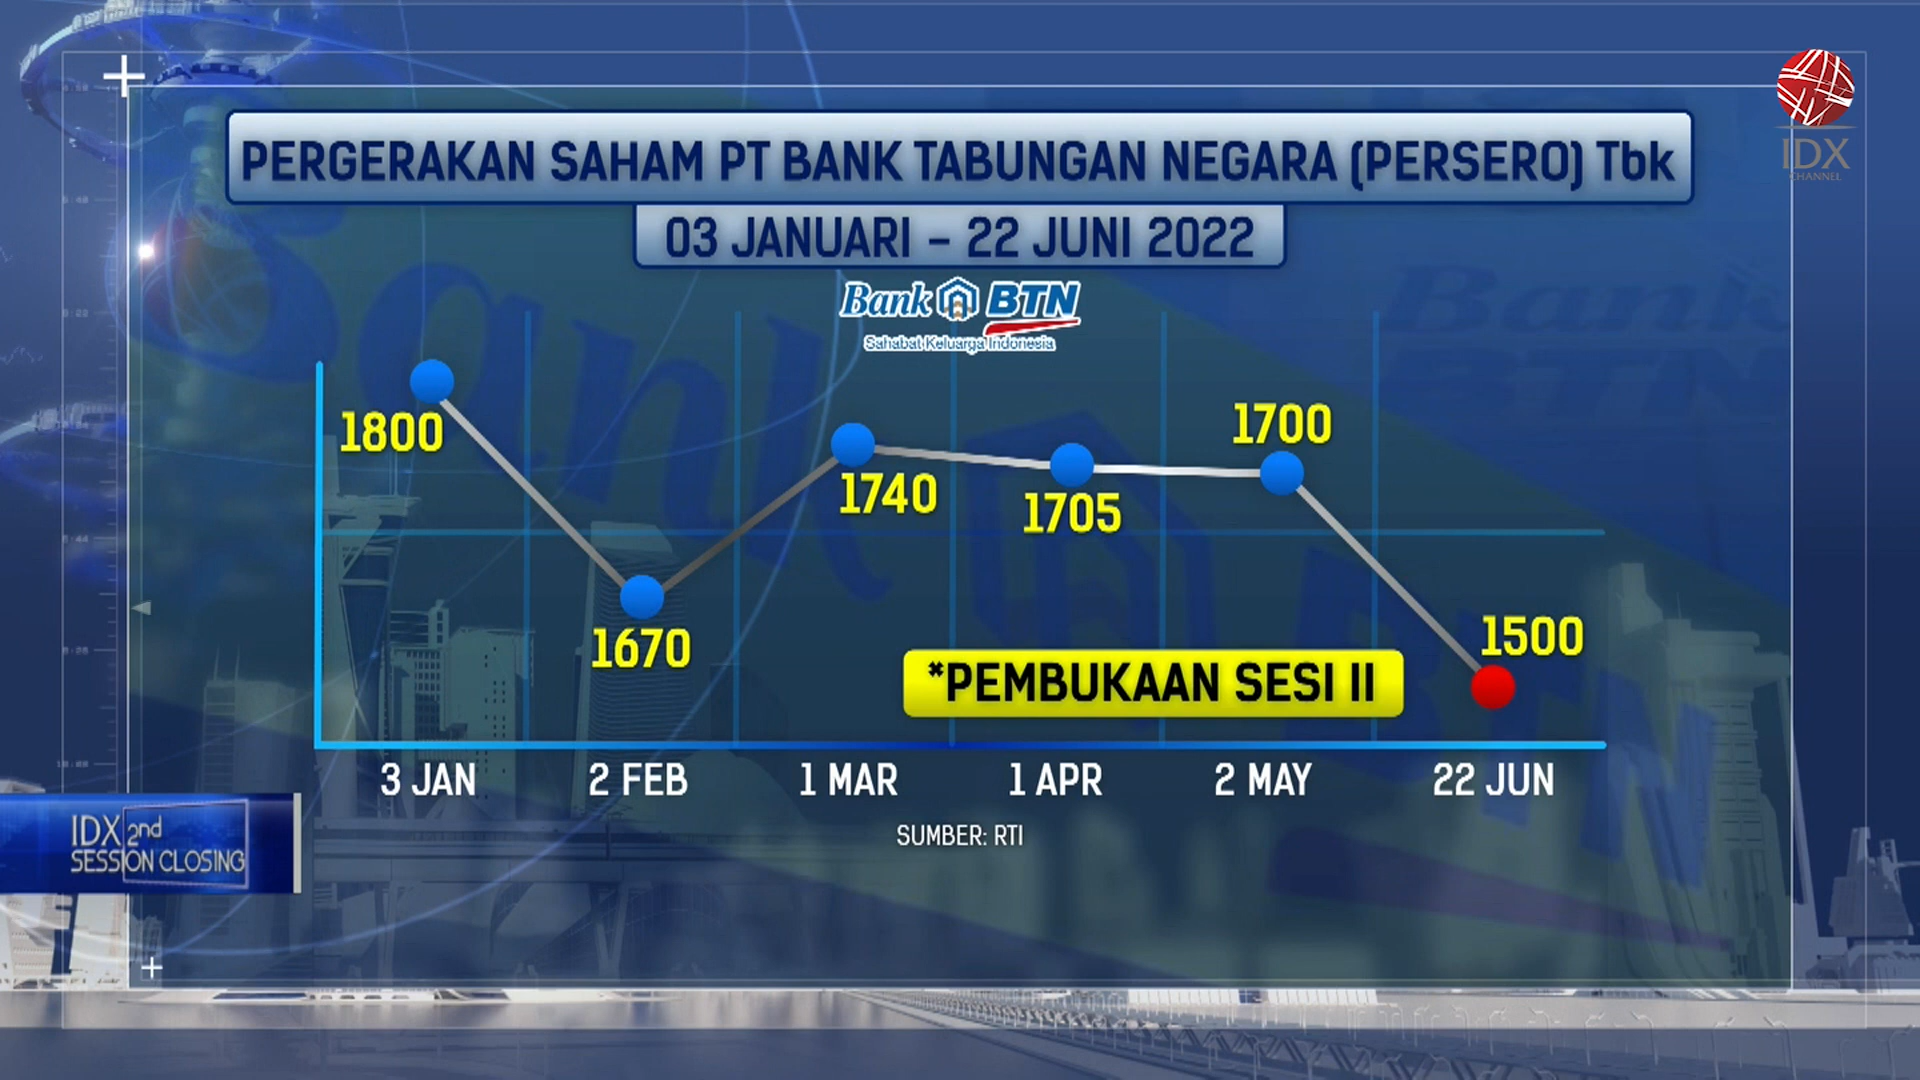 PERGERAKAN SAHAM PT BANK TABUNGAN NEGARA (PERSERO) Tbk
IDX
CHANNEL
03 JANUARI - 22 JUNI 2022
Bank BTN
Sahabat Keluarga Indonesia
1800
1670
1740
1705
1700
1500
*PEMBUKAAN SESI II
3 JAN
2 FEB
1 MAR
1 APR
2 MAY
22 JUN
SUMBER: RTI
IDX 2nd
SESSION CLOSING